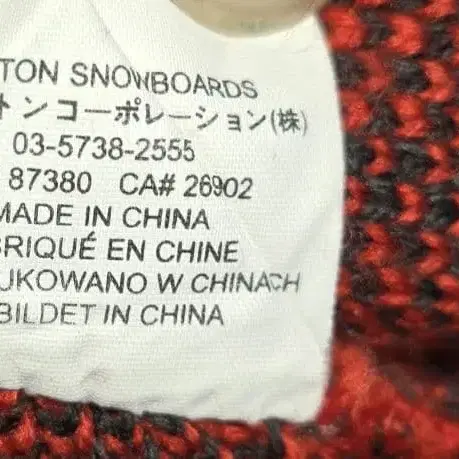 TON SNOWBOARDS
トンコーポレーション(株)
03-5738-2555
87380 CA# 26902
MADE IN CHINA
BRIQUÉ EN CHINE
UKOWANO W CHINACH
BILDET IN CHINA